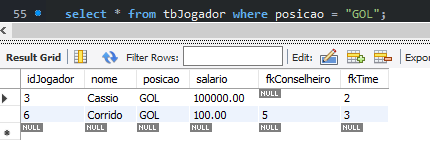 55 select * from tbJogador where posicao = "GOL";
Result Grid Filter Rows: Edit: Expor
idJogador nome posicao salario fkConselheiro fkTime
3 Cassio GOL 100000.00 NULL 2
6 Corrido GOL 100.00 5 3
NULL NULL NULL NULL NULL NULL